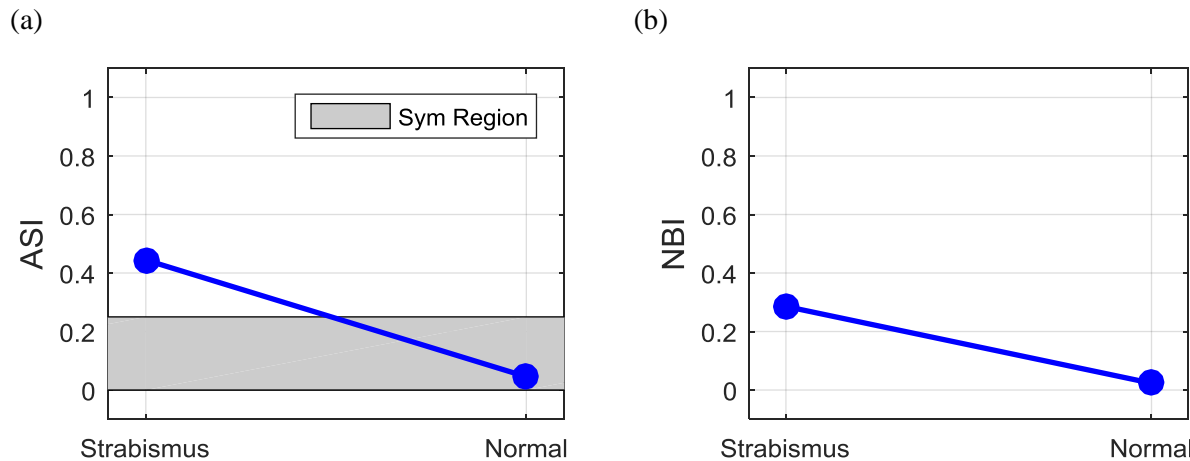 (a)
(b)
1
0.8
0.6
0.4
0.2
0
ASI
Sym Region
Strabismus
Normal
1
0.8
0.6
0.4
0.2
0
NBI
Strabismus
Normal